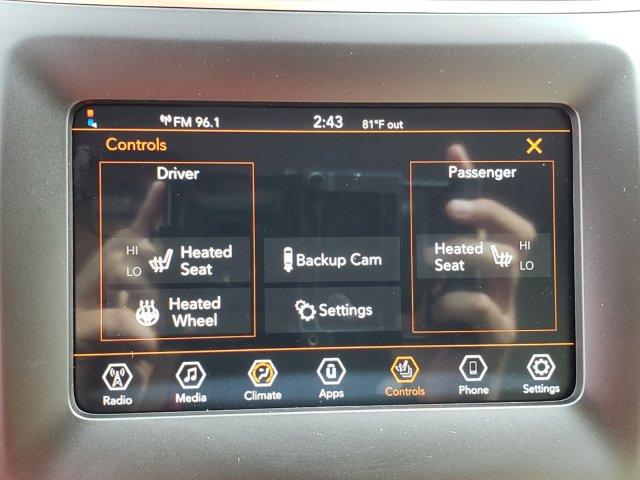 FM 96.1 2:43 81°F out
Controls
Driver
Passenger
HI
LO
Heated
Seat
Backup Cam
Heated
Seat
HI
LO
Heated
Wheel
Settings
Radio Media Climate Apps Controls Phone Settings